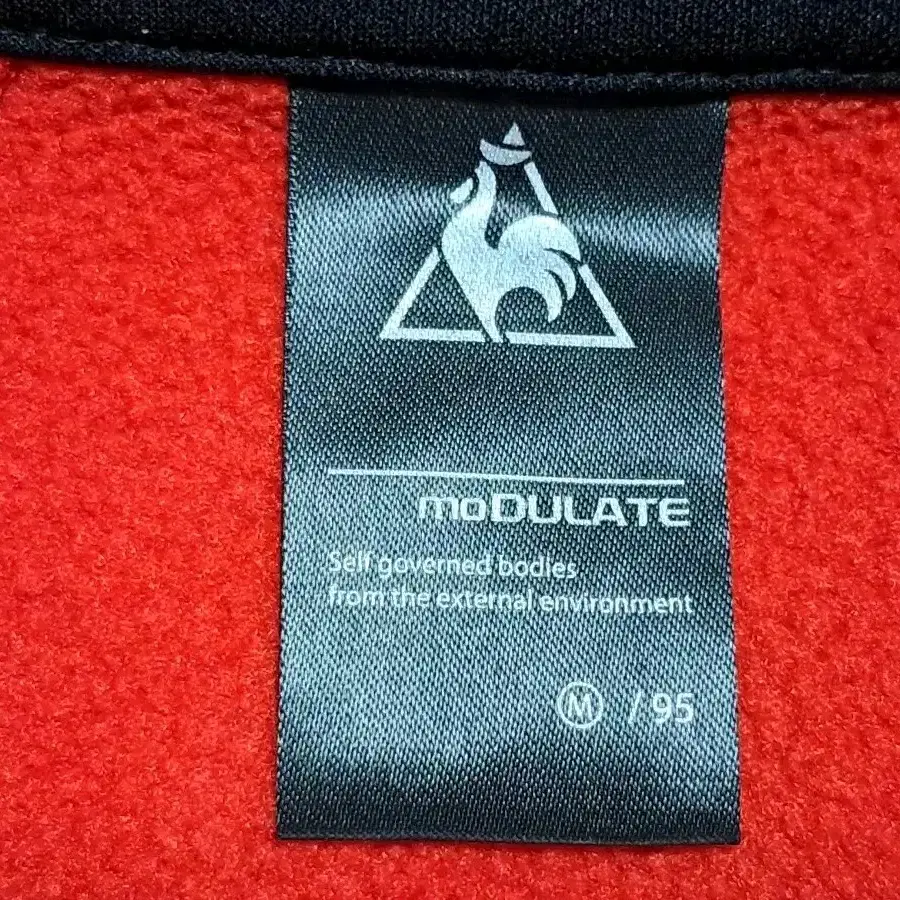 moDULATE
Self governed bodies
from the external environment
M / 95